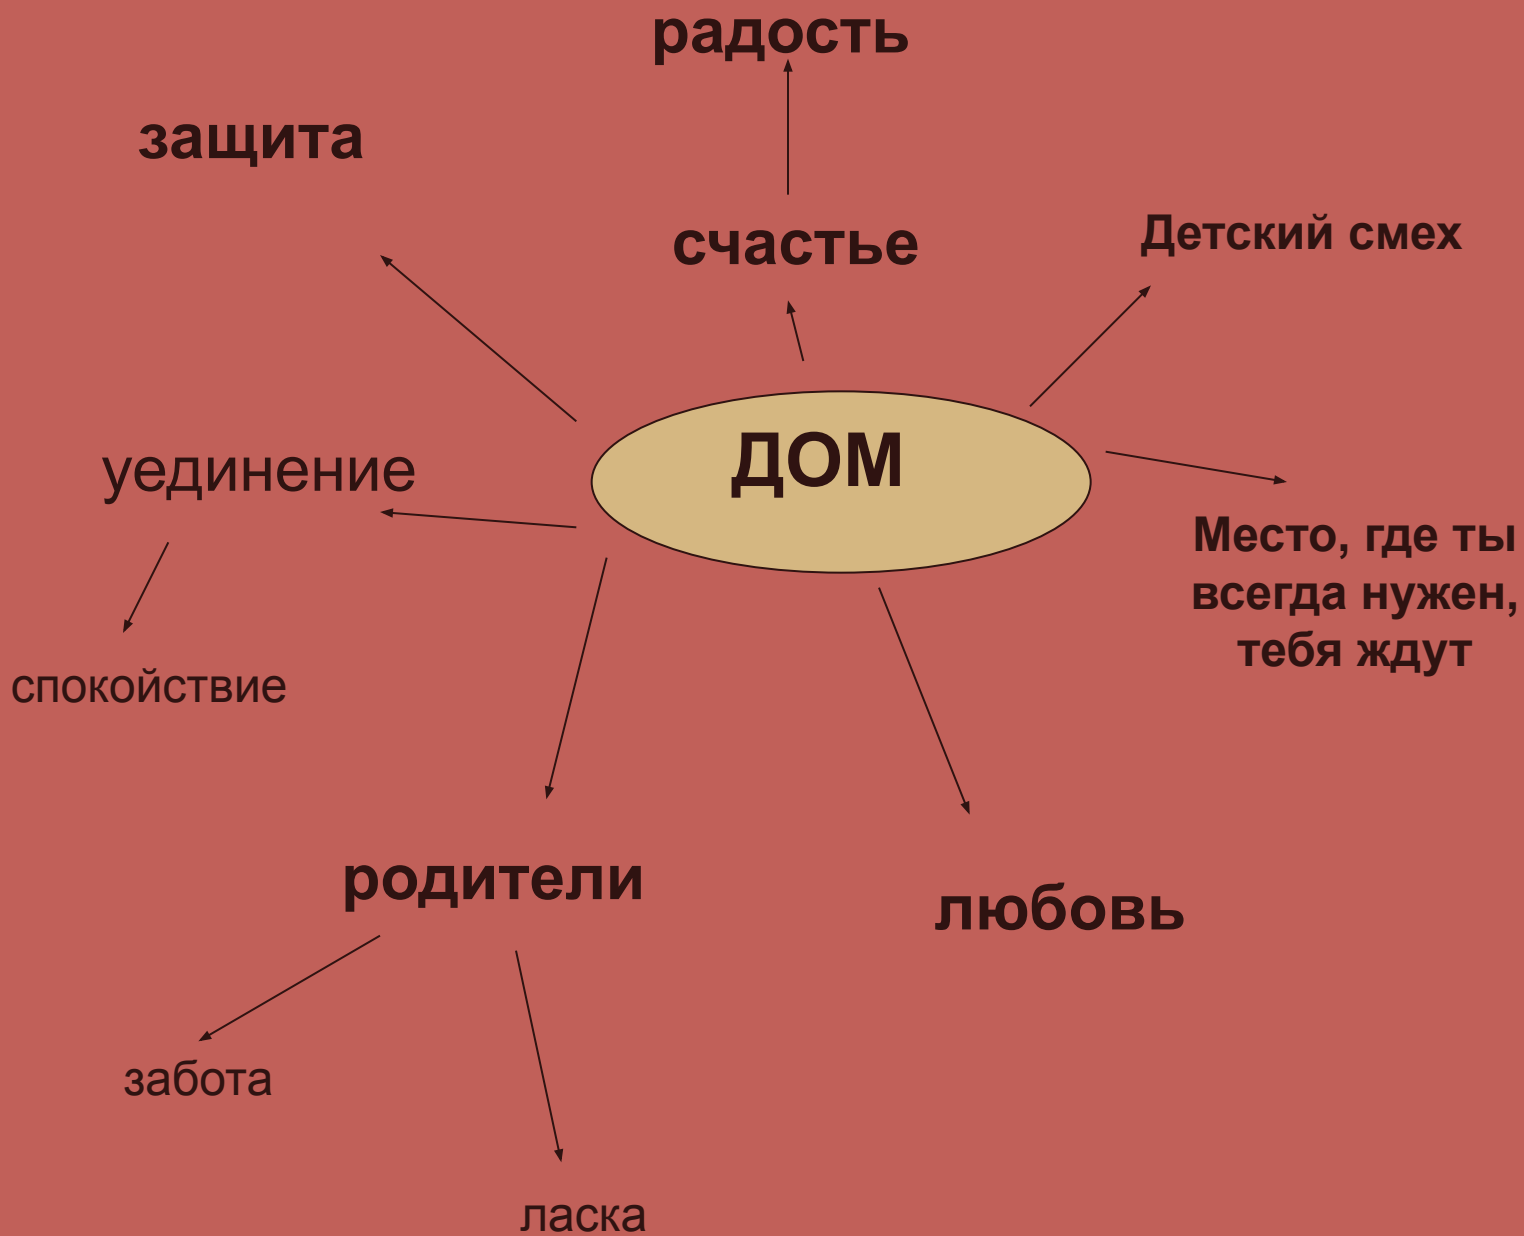 радость
защита
счастье
Детский смех
ДОМ
уединение
Место, где ты
всегда нужен,
тебя ждут
спокойствие
родители
любовь
забота
ласка